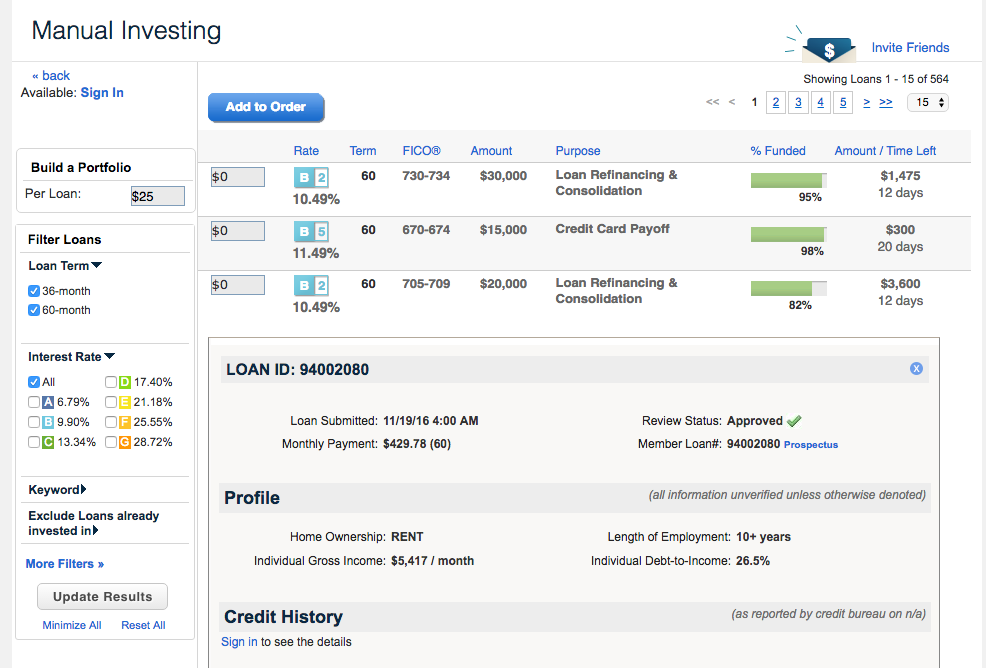 Manual Investing
$
Invite Friends
« back
Available: Sign In
Showing Loans 1 - 15 of 564
Add to Order
<< < 1 2 3 4 5 > >> 15
Build a Portfolio
Per Loan: $25
Filter Loans
Loan Term
36-month
60-month
Interest Rate
All D 17.40%
A 6.79% E 21.18%
B 9.90% F 25.55%
C 13.34% G 28.72%
Keyword
Exclude Loans already
invested in
More Filters »
Update Results
Minimize All Reset All
Rate Term FICO® Amount Purpose % Funded Amount / Time Left
$0 B 2 60 730-734 $30,000 Loan Refinancing & $1,475
Consolidation 12 days
10.49% 95%
$0 B 5 60 670-674 $15,000 Credit Card Payoff $300
20 days
11.49% 98%
$0 B 2 60 705-709 $20,000 Loan Refinancing & $3,600
Consolidation 12 days
10.49% 82%
LOAN ID: 94002080 X
Loan Submitted: 11/19/16 4:00 AM Review Status: Approved
Monthly Payment: $429.78 (60) Member Loan#: 94002080 Prospectus
Profile (all information unverified unless otherwise denoted)
Home Ownership: RENT Length of Employment: 10+ years
Individual Gross Income: $5,417 / month Individual Debt-to-Income: 26.5%
Credit History (as reported by credit bureau on n/a)
Sign in to see the details